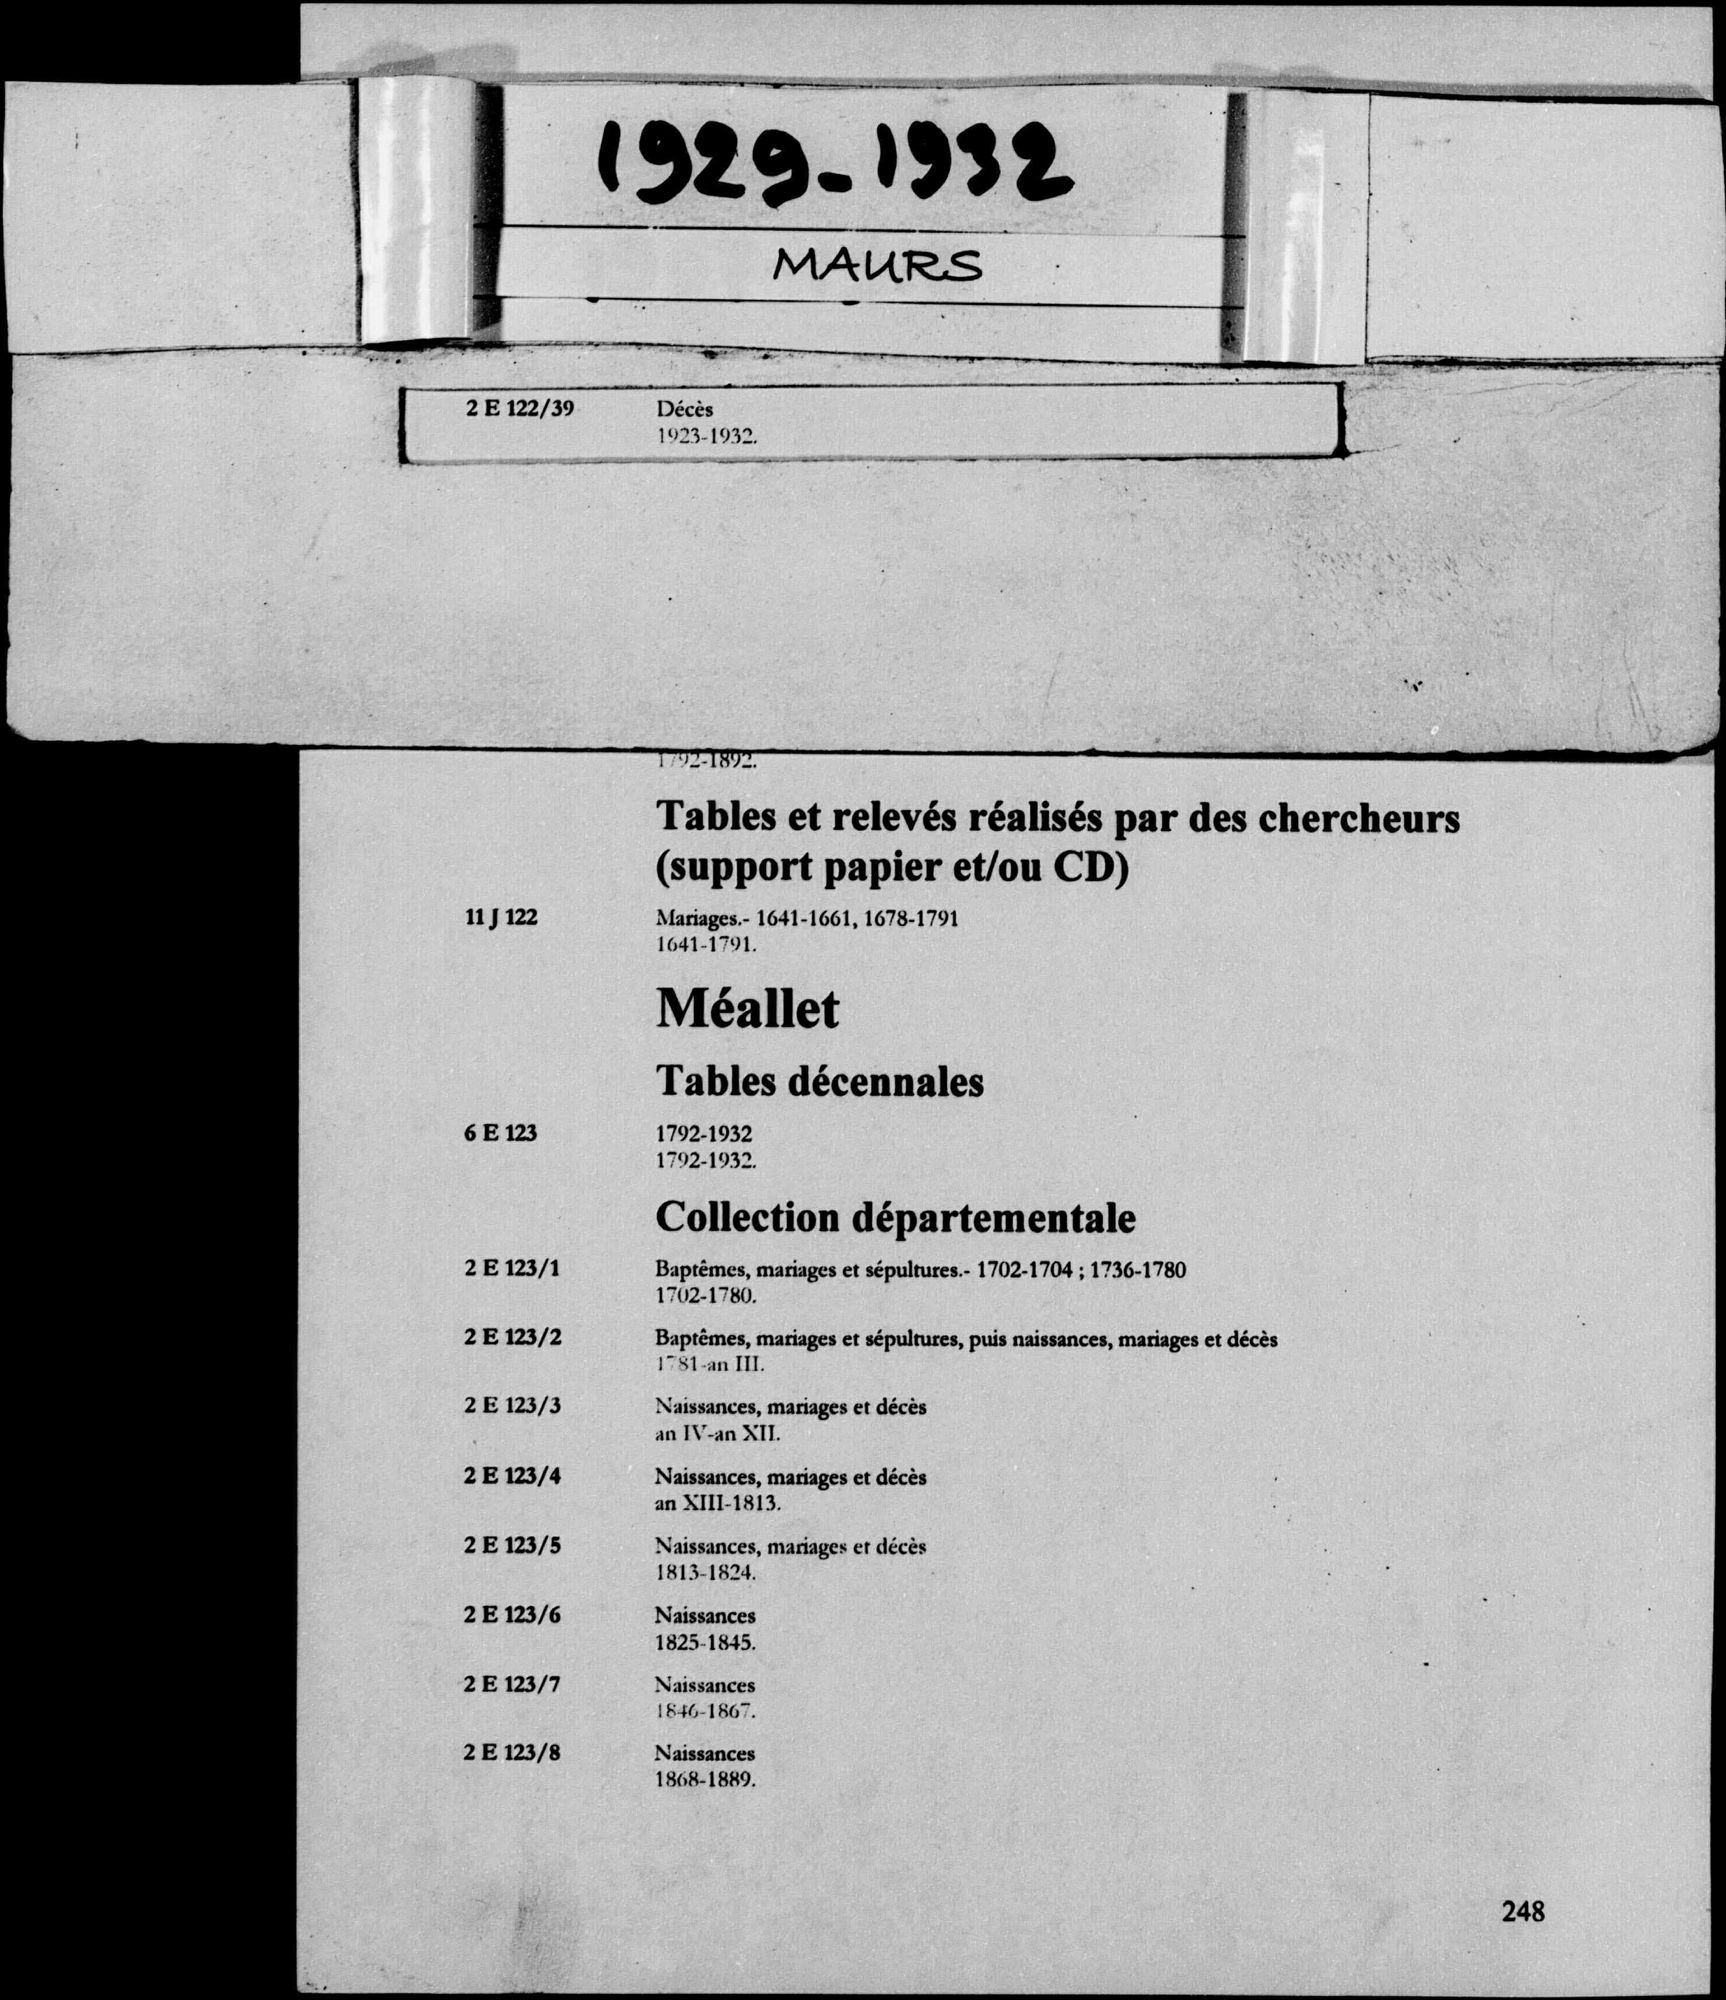 1929-1932
MAURS
2 E 122/39 Décès
1923-1932.
1792-1892.
Tables et relevés réalisés par des chercheurs
(support papier et/ou CD)
11 J 122 Mariages.- 1641-1661, 1678-1791
1641-1791.
Méallet
Tables décennales
6 E 123 1792-1932
1792-1932.
Collection départementale
2 E 123/1 Baptêmes, mariages et sépultures.- 1702-1704 ; 1736-1780
1702-1780.
2 E 123/2 Baptêmes, mariages et sépultures, puis naissances, mariages et décès
1781-an III.
2 E 123/3 Naissances, mariages et décès
an IV-an XII.
2 E 123/4 Naissances, mariages et décès
an XIII-1813.
2 E 123/5 Naissances, mariages et décès
1813-1824.
2 E 123/6 Naissances
1825-1845.
2 E 123/7 Naissances
1846-1867.
2 E 123/8 Naissances
1868-1889.
248